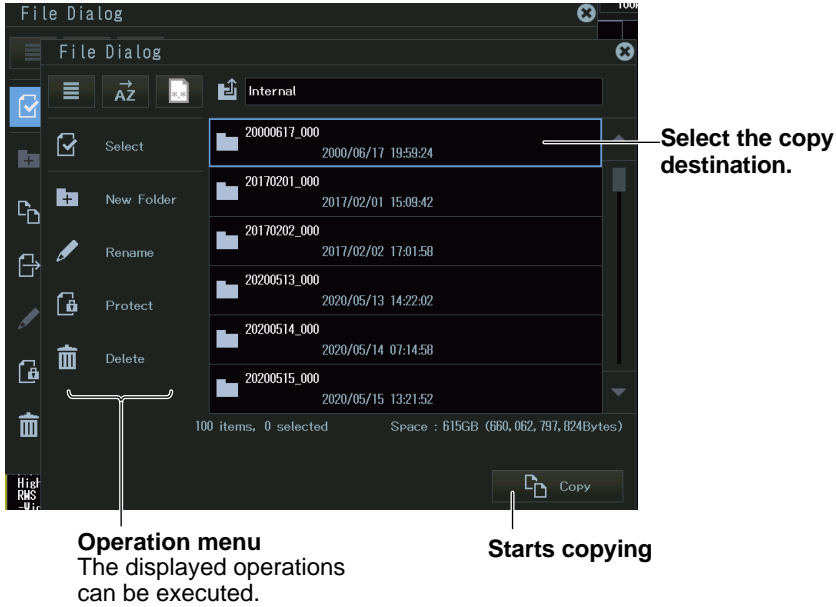 File Dialog
File Dialog
AZ
*.*
Internal
Select
New Folder
Rename
Protect
Delete
20000617_000
2000/06/17 19:59:24
20170201_000
2017/02/01 15:09:42
20170202_000
2017/02/02 17:01:58
20200513_000
2020/05/13 14:22:02
20200514_000
2020/05/14 07:14:58
20200515_000
2020/05/15 13:21:52
100 items, 0 selected
Space : 615GB (660,062,797,824Bytes)
Copy
High
RMS
Select the copy
destination.
Operation menu
The displayed operations
can be executed.
Starts copying